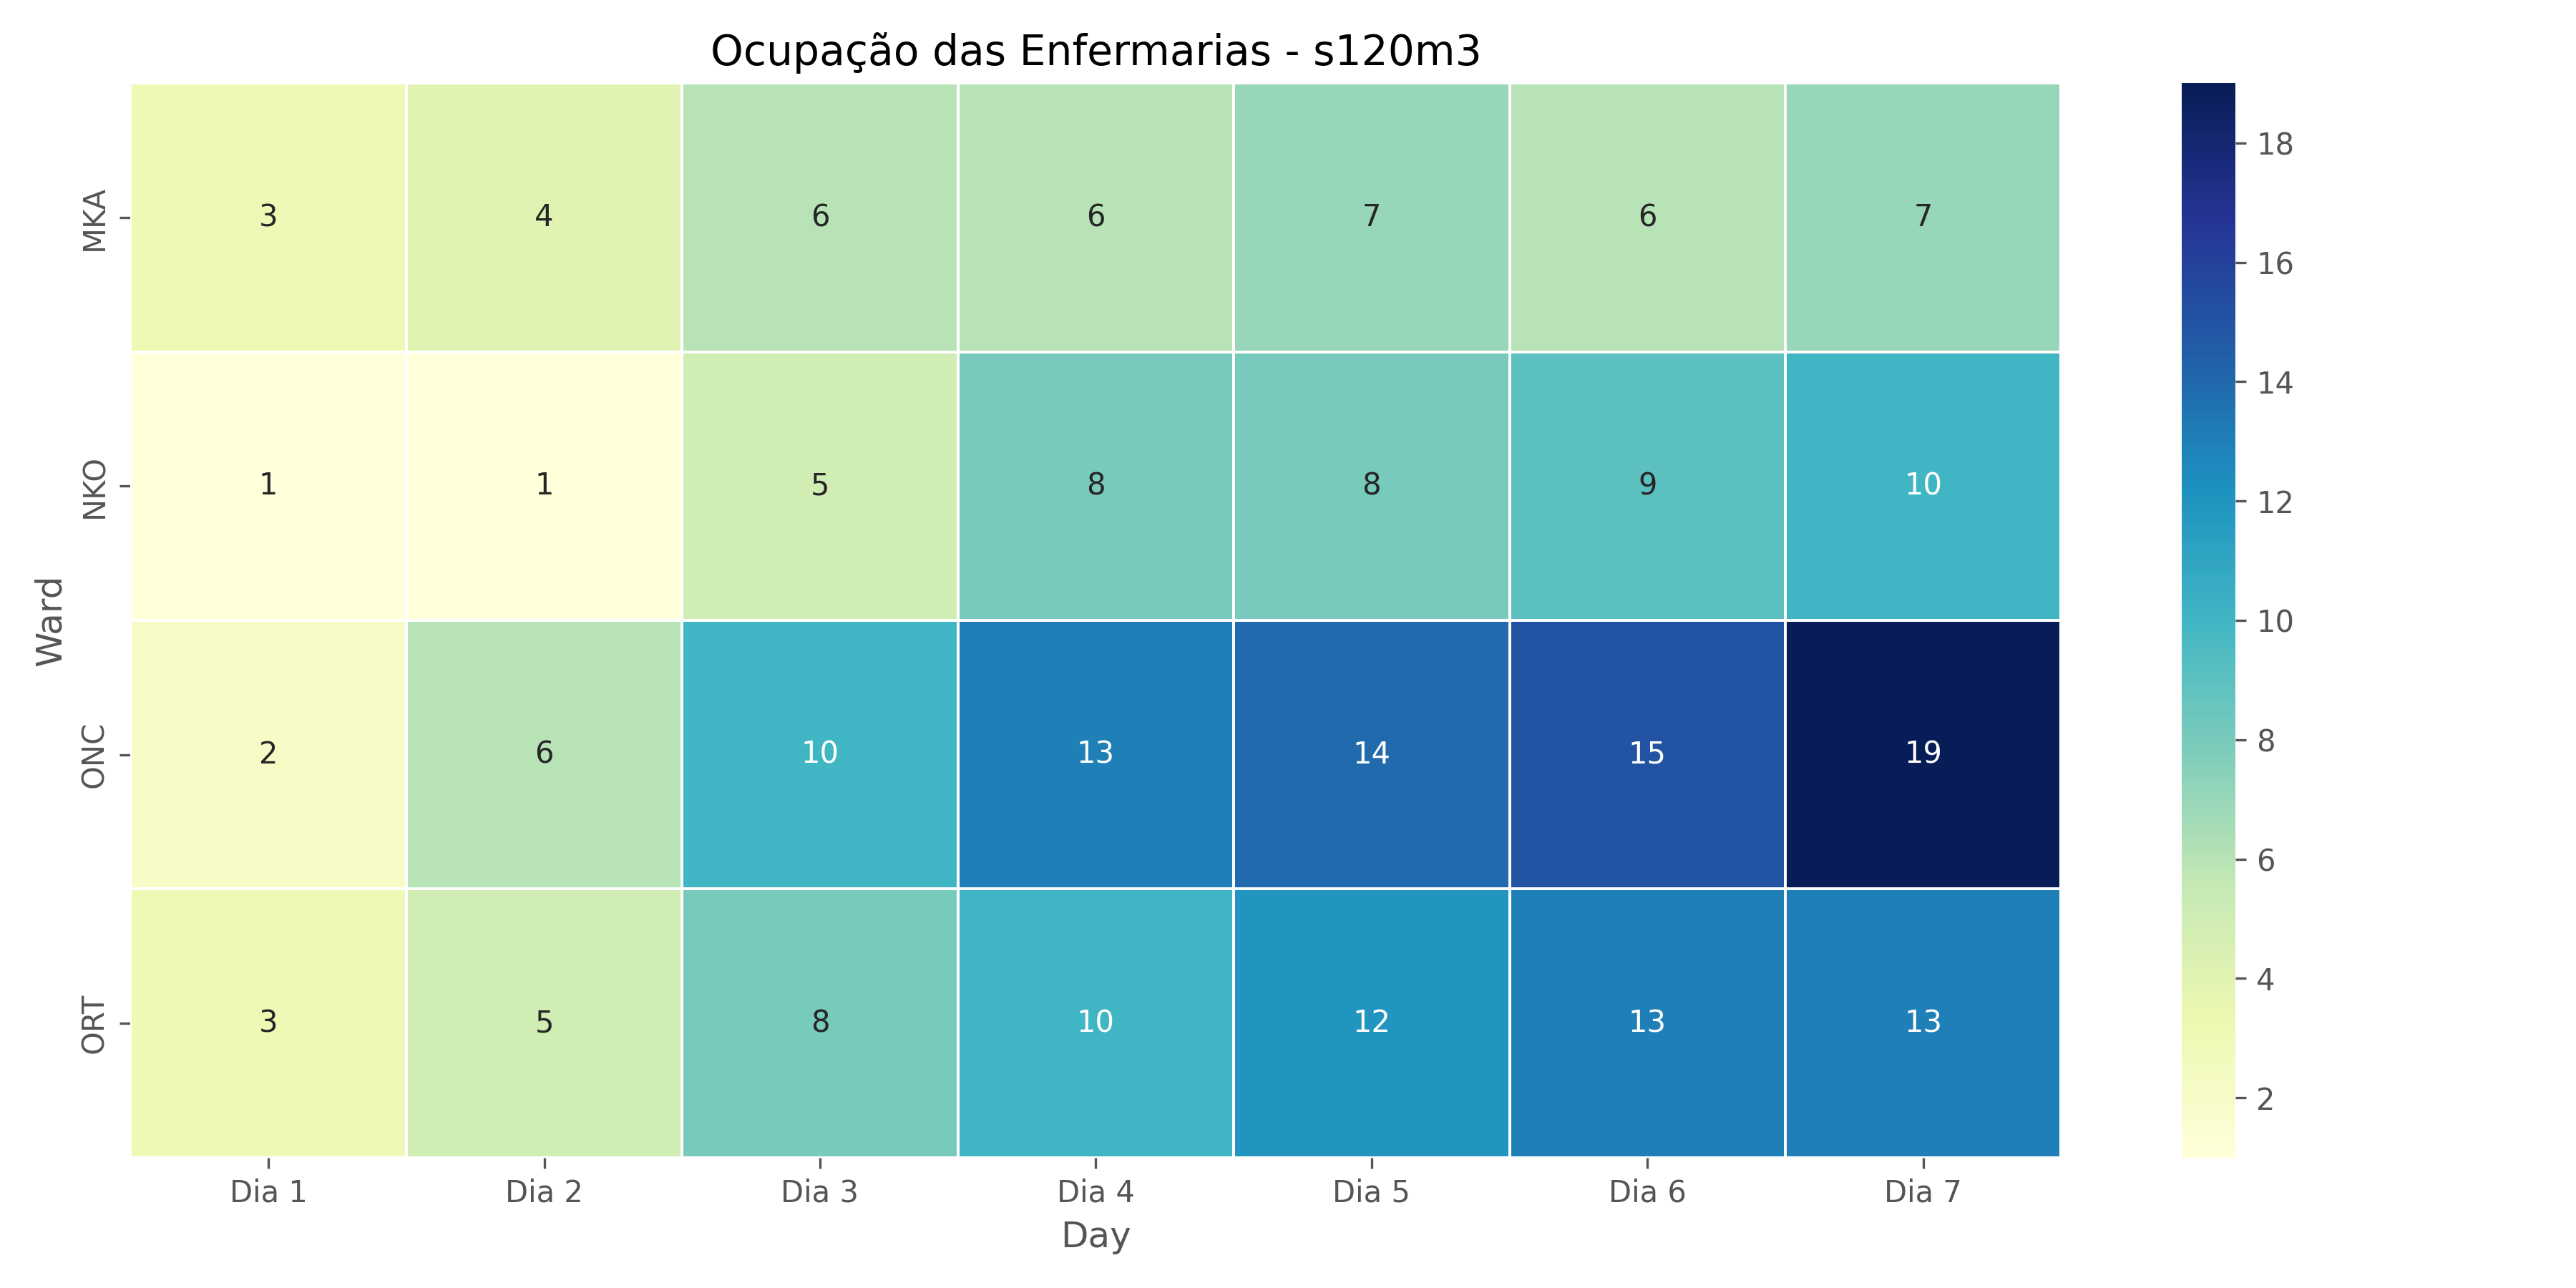 Ocupação das Enfermarias - s120m3
MKA 3 4 6 6 7 6 7
NKO 1 1 5 8 8 9 10
ONC 2 6 10 13 14 15 19
ORT 3 5 8 10 12 13 13
Ward
Dia 1 Dia 2 Dia 3 Dia 4 Dia 5 Dia 6 Dia 7
Day
18
16
14
12
10
8
6
4
2